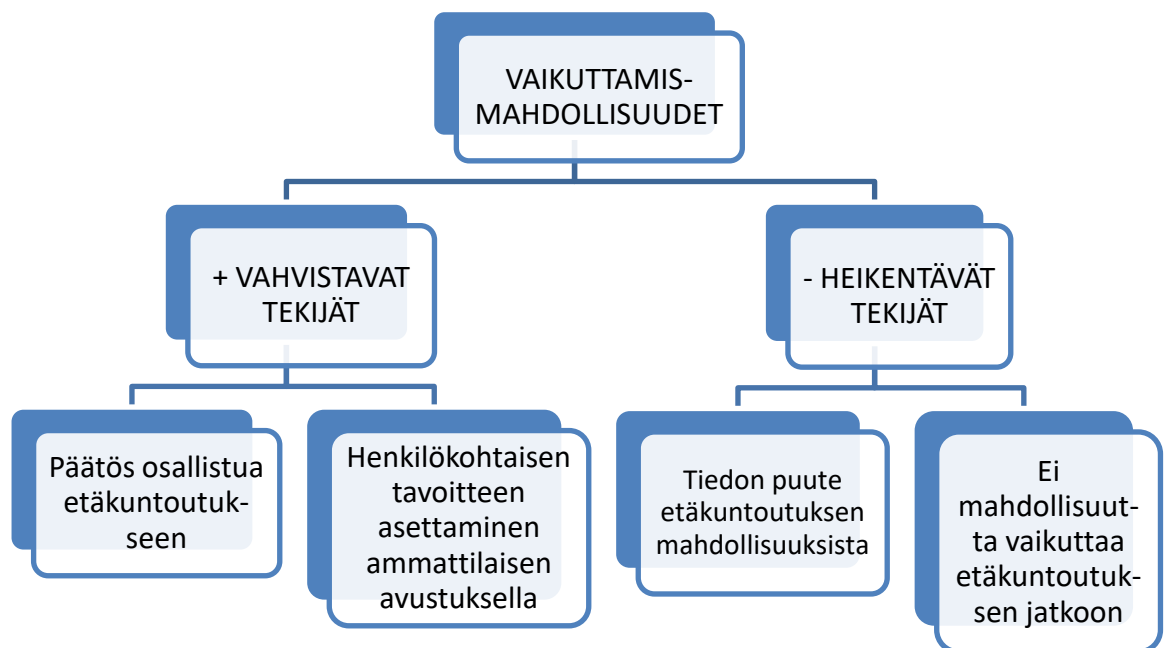 VAIKUTTAMIS-
MAHDOLLISUUDET
+ VAHVISTAVAT
TEKIJÄT
- HEIKENTÄVÄT
TEKIJÄT
Päätös osallistua
etäkuntoutuk-
seen
Henkilökohtaisen
tavoitteen
asettaminen
ammattilaisen
avustuksella
Tiedon puute
etäkuntoutuksen
mahdollisuuksista
Ei
mahdollisuut-
ta vaikuttaa
etäkuntoutuk-
sen jatkoon